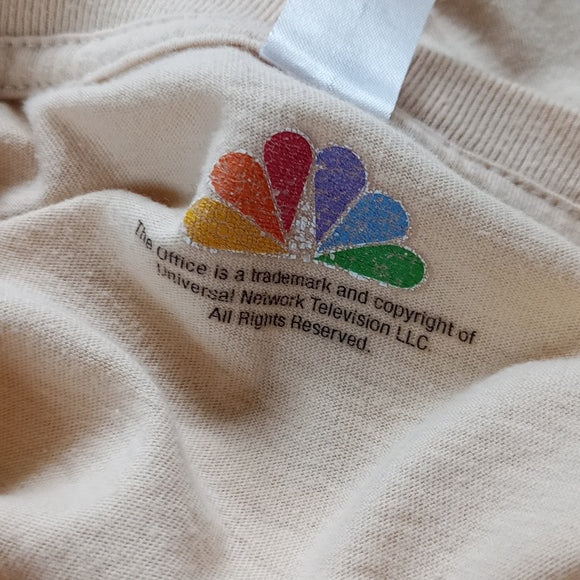 The Office is a trademark and copyright of
Universal Network Television LLC.
All Rights Reserved.